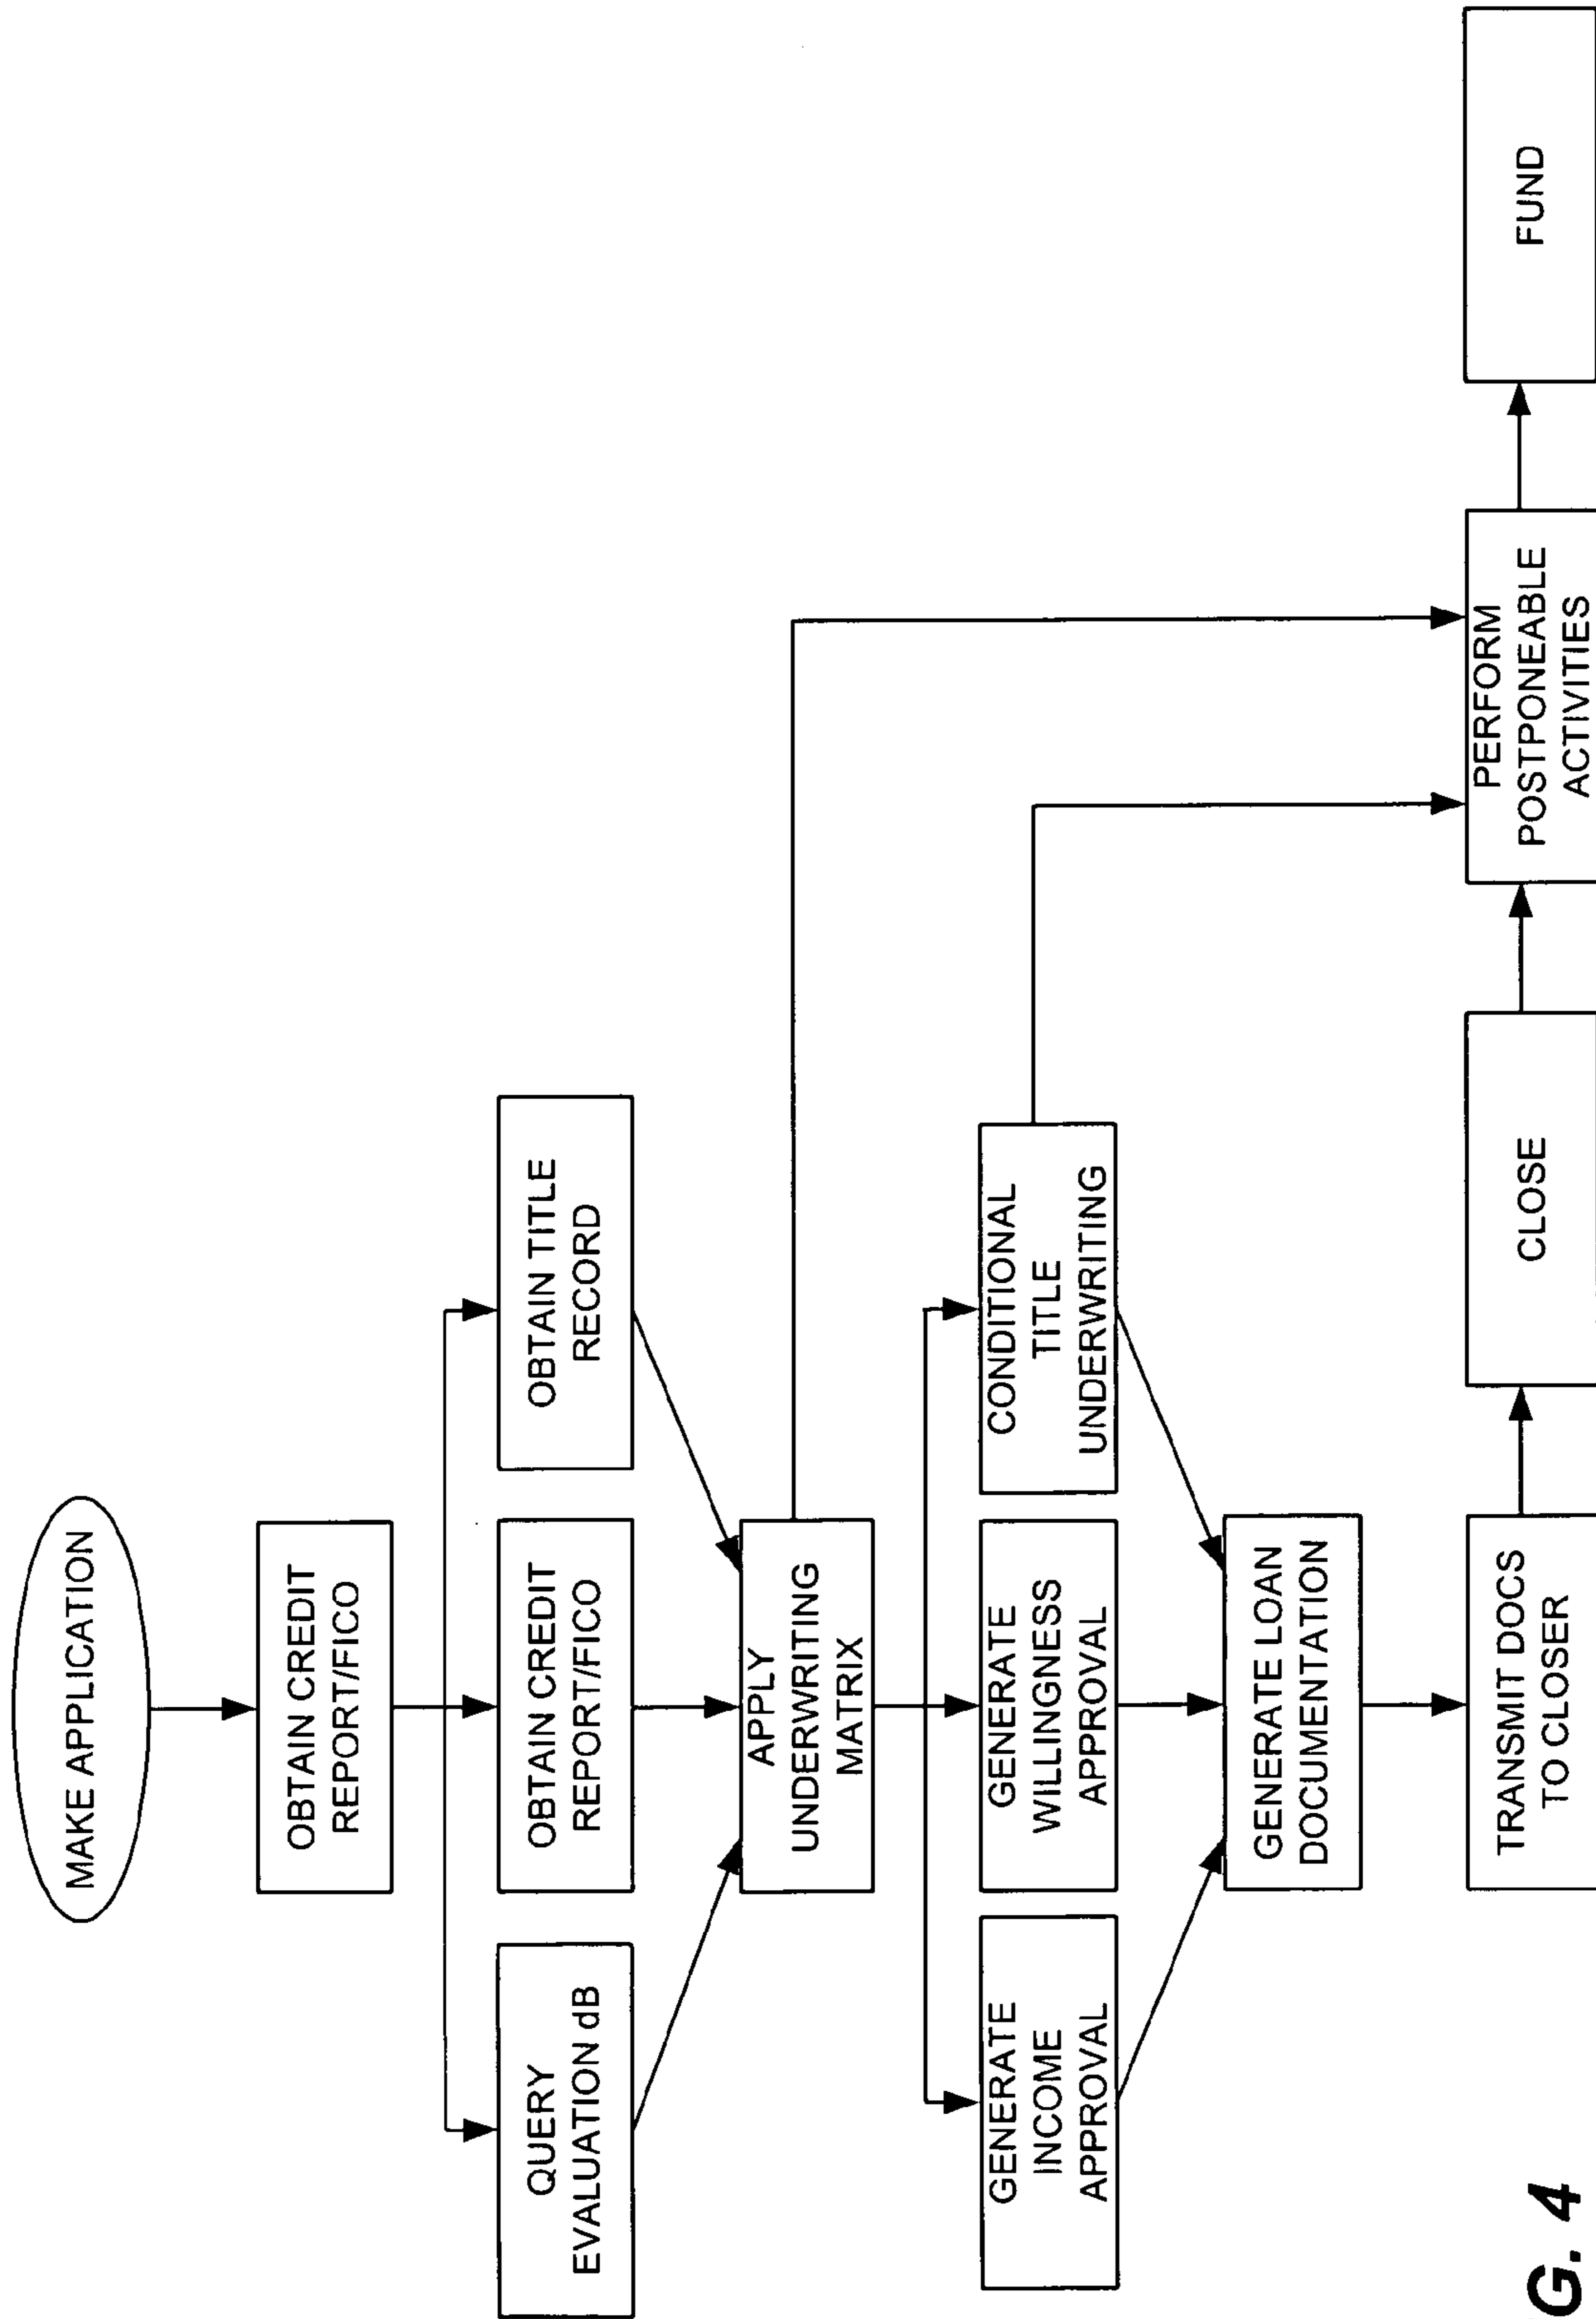 MAKE APPLICATION
OBTAIN CREDIT
REPORT/FICO
QUERY
EVALUATION dB
OBTAIN CREDIT
REPORT/FICO
OBTAIN TITLE
RECORD
APPLY
UNDERWRITING
MATRIX
GENERATE
INCOME
APPROVAL
GENERATE
WILLINGNESS
APPROVAL
CONDITIONAL
TITLE
UNDERWRITING
GENERATE LOAN
DOCUMENTATION
TRANSMIT DOCS
TO CLOSER
CLOSE
PERFORM
POSTPONEABLE
ACTIVITIES
FUND
G. 4